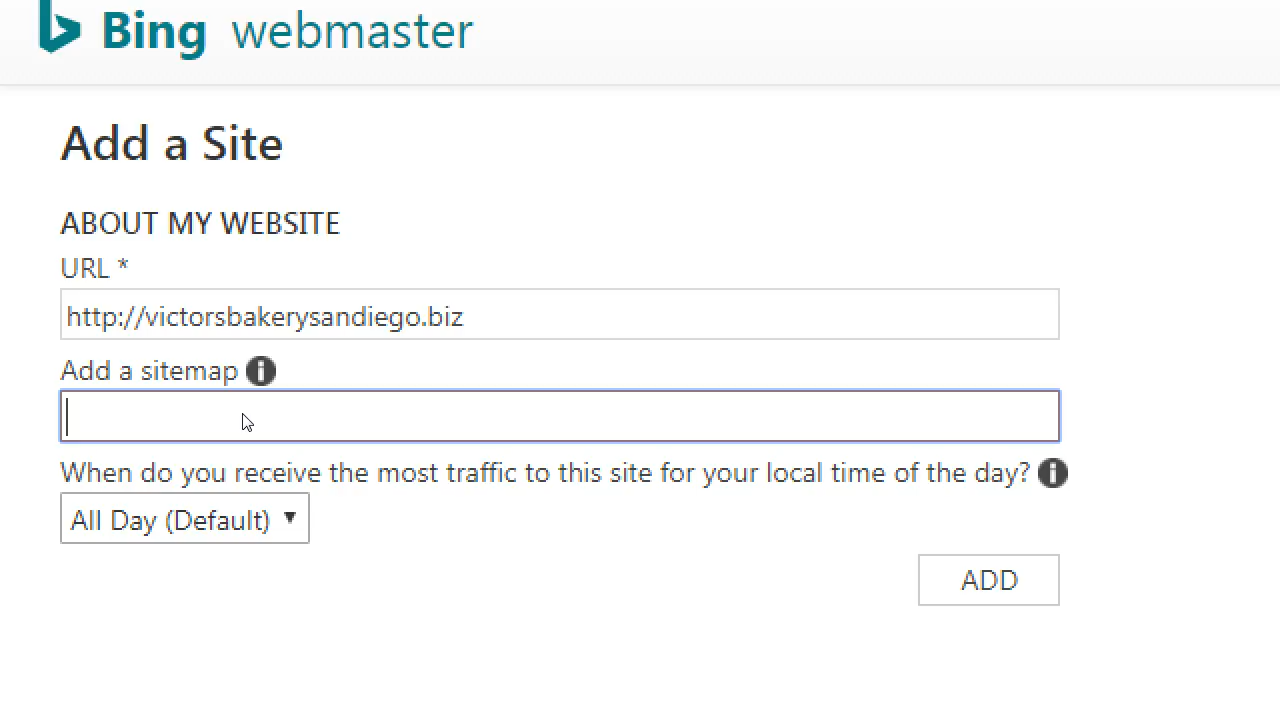 Bing webmaster
Add a Site
ABOUT MY WEBSITE
URL *
http://victorsbakerysandiego.biz
Add a sitemap
When do you receive the most traffic to this site for your local time of the day?
All Day (Default)
ADD